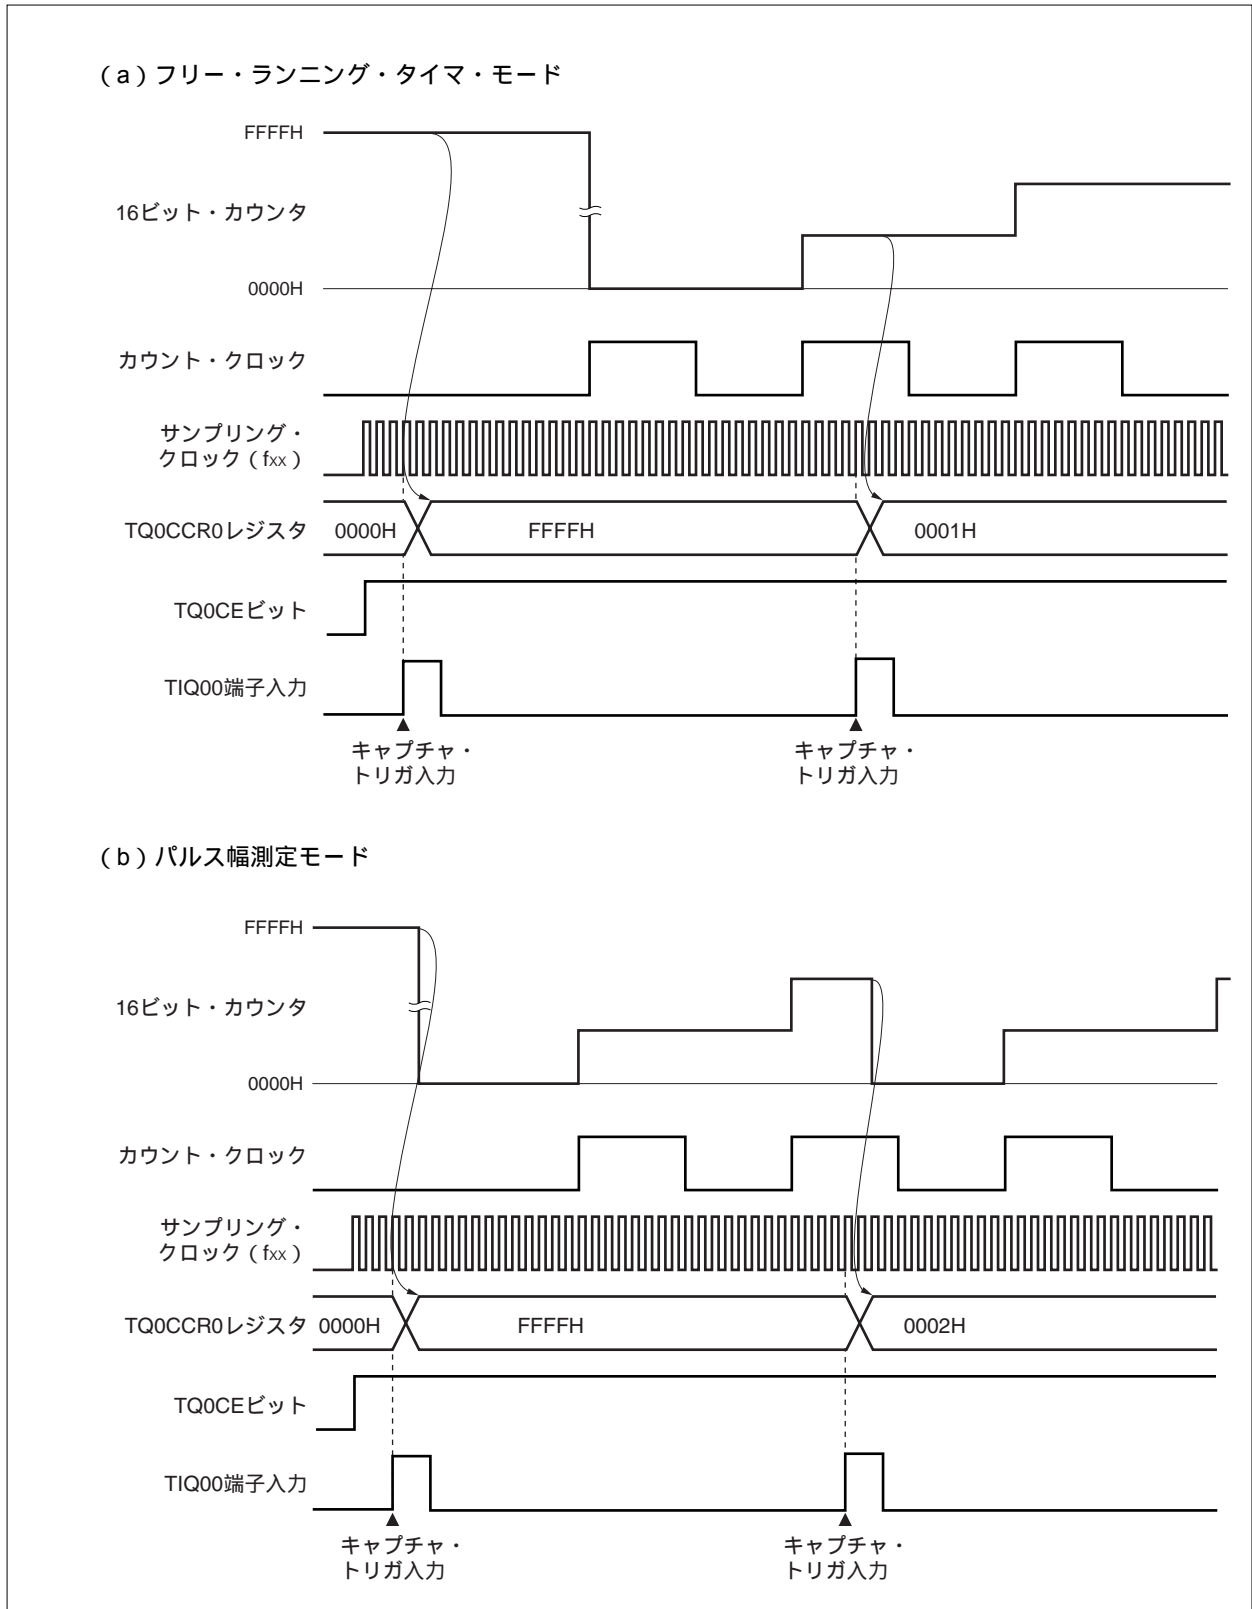 (a)フリー・ランニング・タイマ・モード
FFFFH
16ビット・カウンタ
0000H
カウント・クロック
サンプリング・
クロック(fxx)
TQ0CCR0レジスタ 0000H FFFFH 0001H
TQ0CEビット
TIQ00端子入力
キャプチャ・ キャプチャ・
トリガ入力 トリガ入力
(b)パルス幅測定モード
FFFFH
16ビット・カウンタ
0000H
カウント・クロック
サンプリング・
クロック(fxx)
TQ0CCR0レジスタ 0000H FFFFH 0002H
TQ0CEビット
TIQ00端子入力
キャプチャ・ キャプチャ・
トリガ入力 トリガ入力